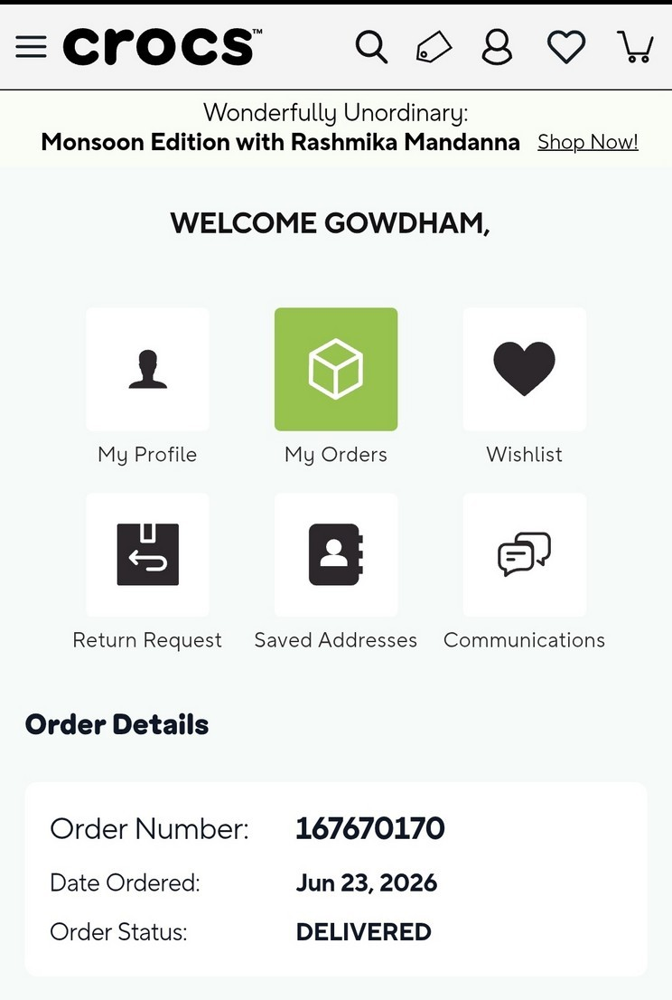 crocs™
Wonderfully Unordinary:
Monsoon Edition with Rashmika Mandanna Shop Now!
WELCOME GOWDHAM,
My Profile My Orders Wishlist
Return Request Saved Addresses Communications
Order Details
Order Number: 167670170
Date Ordered: Jun 23, 2026
Order Status: DELIVERED